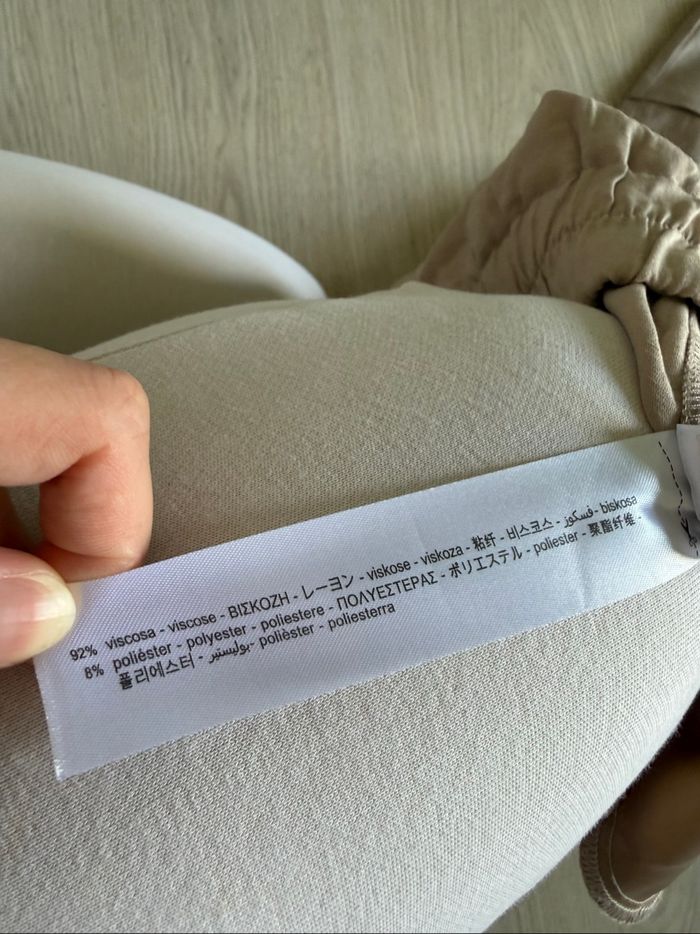 92% viscosa - viscose - ΒΙΣΚΟΖΗ - レーヨン - viskose - viskoza - 粘纤 - 비스코스 - فسكوز - biskosa
8% poliéster - polyester - poliestere - ΠΟΛΥΕΣΤΕΡΑΣ - ポリエステル - poliester - 聚酯纤维 -
폴리에스터 - بوليستير - polièster - poliesterra